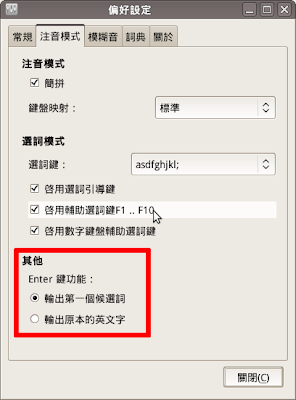 偏好設定
常規 注音模式 模糊音 詞典 關於
注音模式
簡拼
鍵盤映射： 標準
選詞模式
選詞鍵： asdfghjkl;
啓用選詞引導鍵
啓用輔助選詞鍵F1 .. F10
啓用數字鍵盤輔助選詞鍵
其他
Enter 鍵功能：
輸出第一個候選詞
輸出原本的英文字
關閉(C)